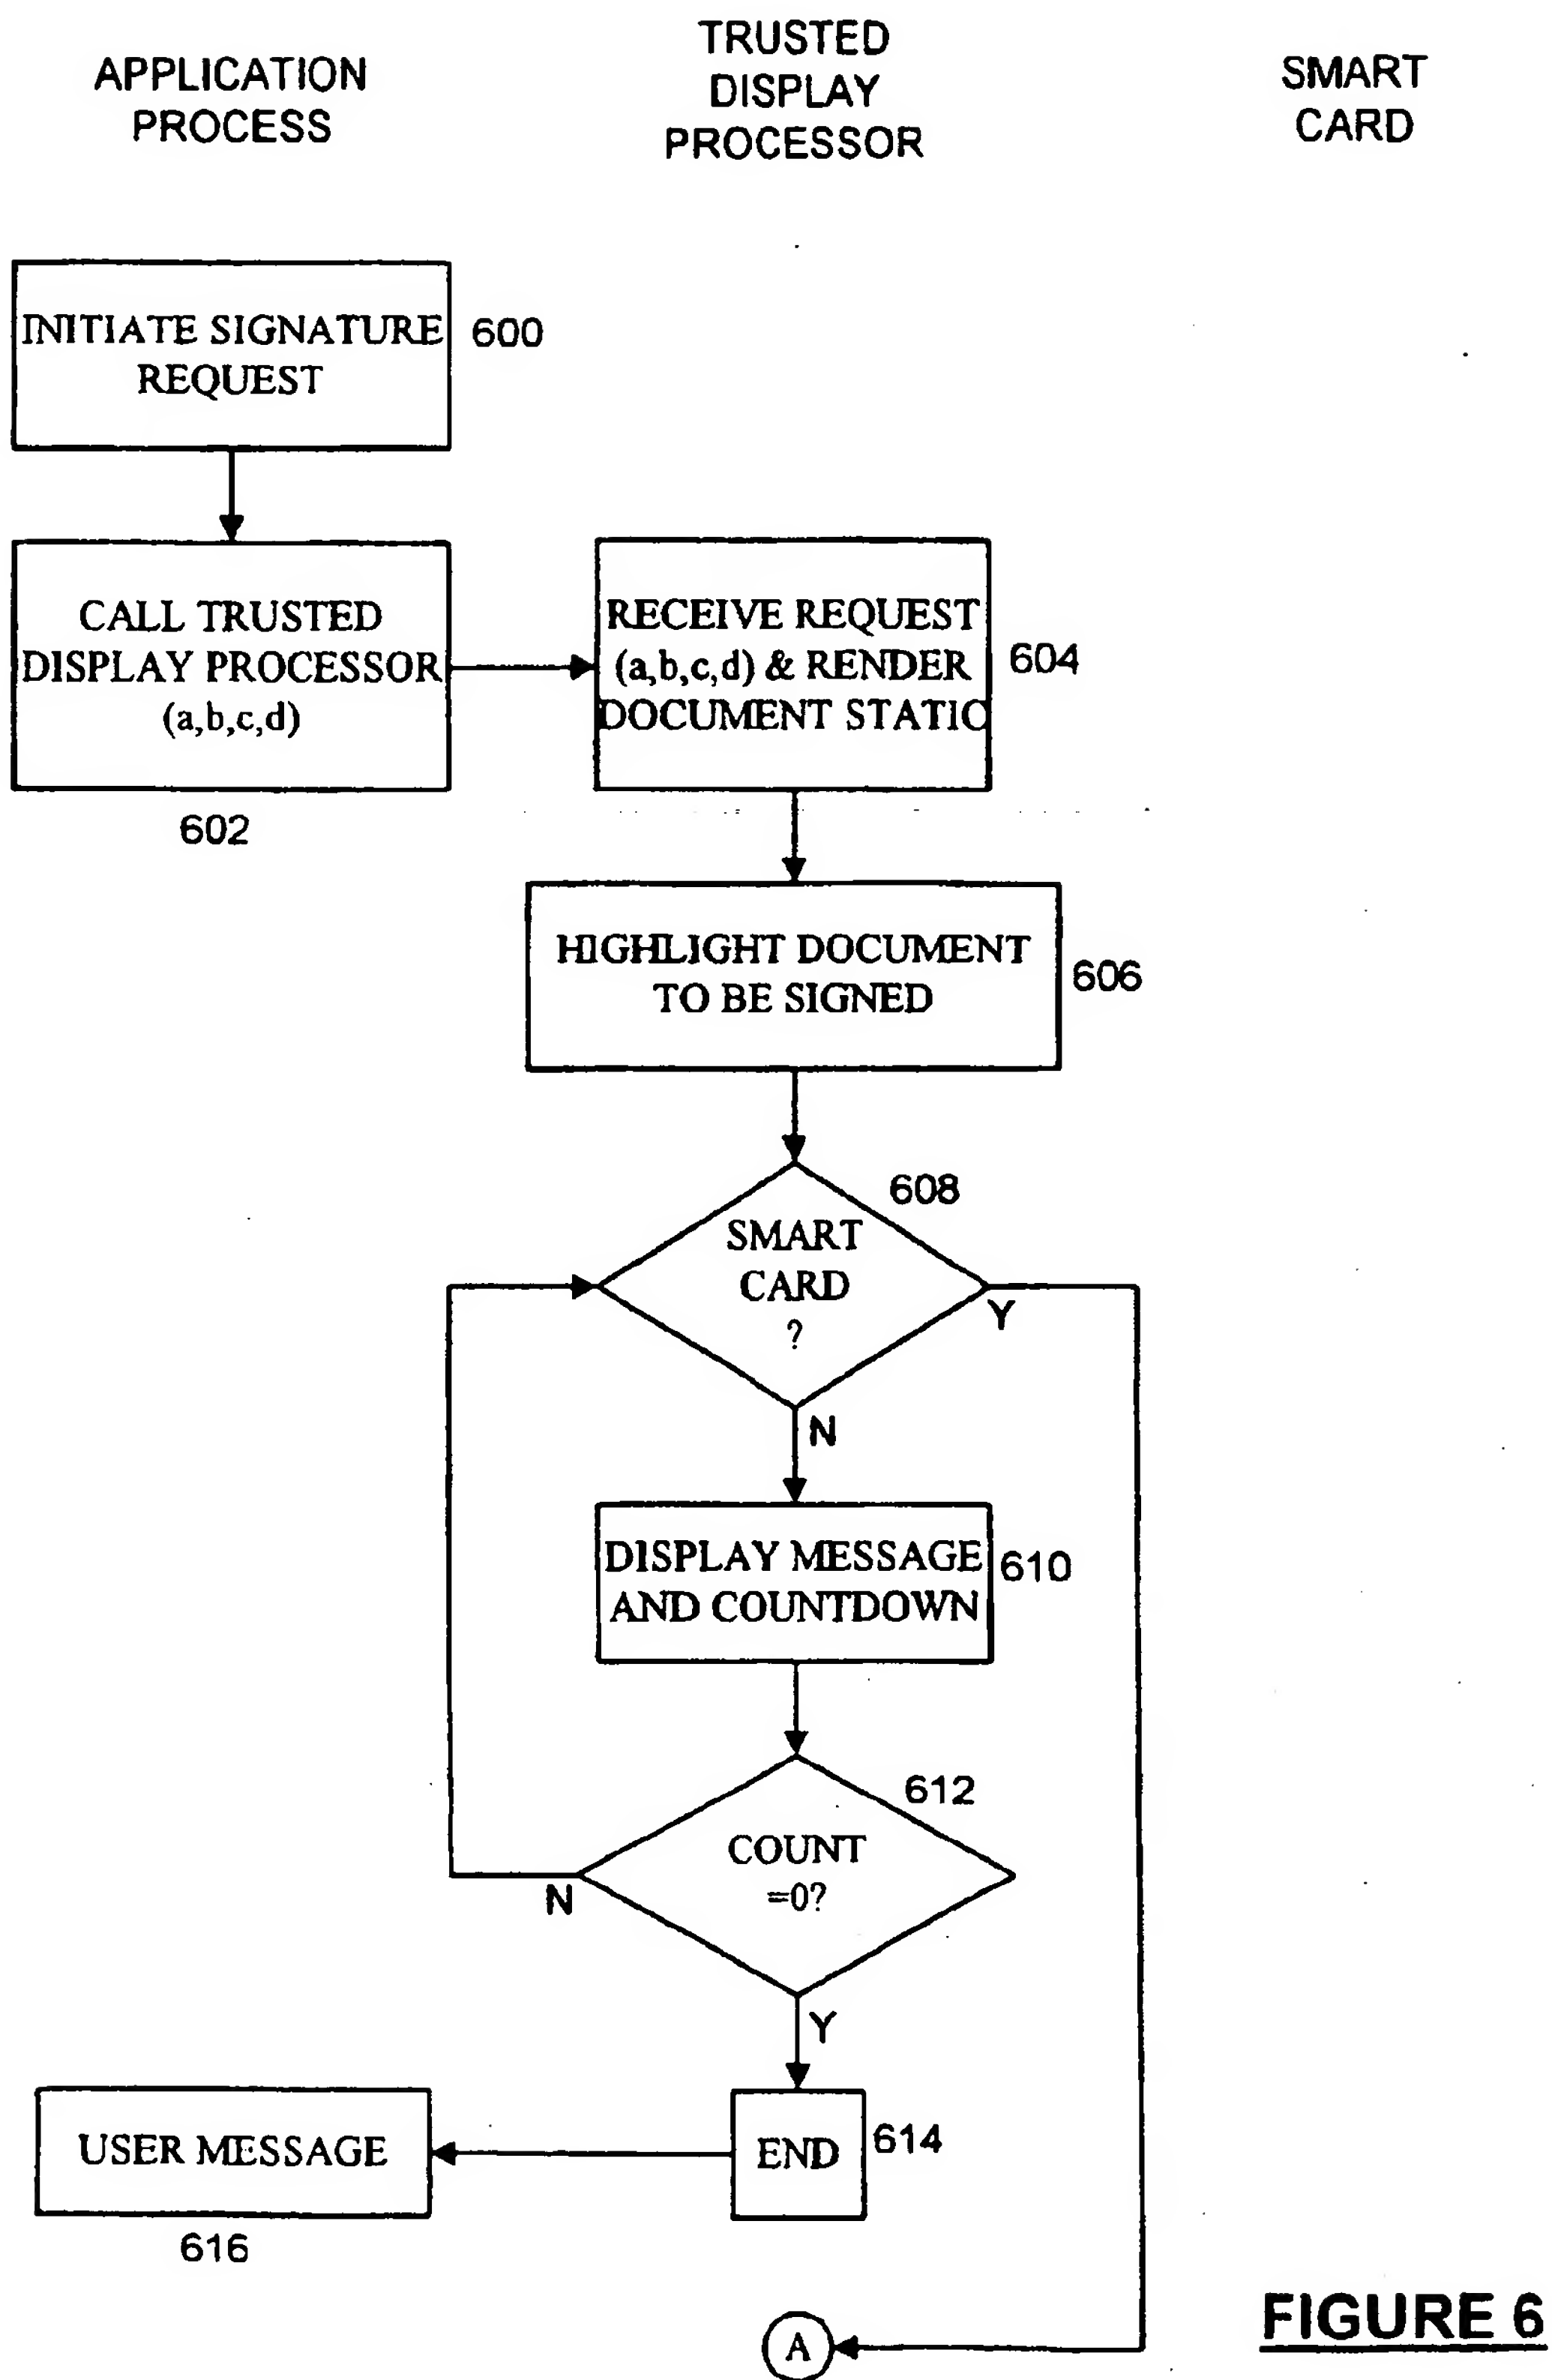 APPLICATION
PROCESS
TRUSTED
DISPLAY
PROCESSOR
SMART
CARD
INITIATE SIGNATURE
REQUEST
600
CALL TRUSTED
DISPLAY PROCESSOR
(a,b,c,d)
602
RECEIVE REQUEST
(a,b,c,d) & RENDER
DOCUMENT STATIC
604
HIGHLIGHT DOCUMENT
TO BE SIGNED
606
608
SMART
CARD
?
Y
N
DISPLAY MESSAGE
AND COUNTDOWN
610
612
COUNT
=0?
N
Y
END
614
USER MESSAGE
616
A
FIGURE 6